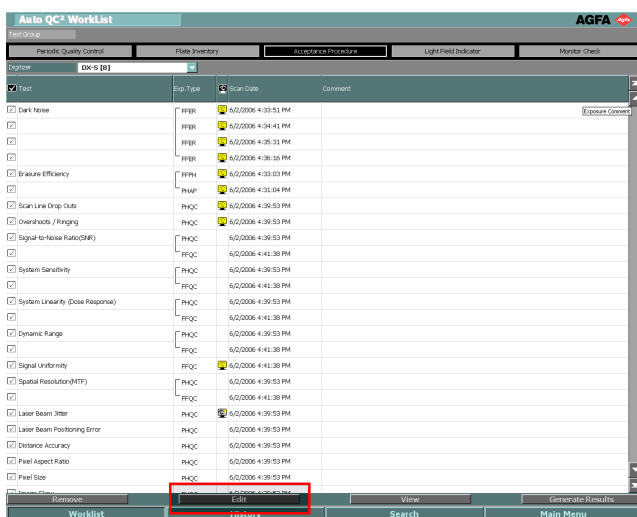 Auto QC² WorkList
AGFA
Test Group
Periodic Quality Control Plate Inventory Acceptance Procedure Light Field Indicator Monitor Check
Digitizer DX-S [8]
Test Exp.Type Scan Date Comment
Dark Noise FFER 6/2/2006 4:33:51 PM Exposure Comment
FFER 6/2/2006 4:34:41 PM
FFER 6/2/2006 4:35:31 PM
FFER 6/2/2006 4:36:16 PM
Erasure Efficiency FFPH 6/2/2006 4:33:03 PM
PHAP 6/2/2006 4:31:04 PM
Scan Line Drop Outs PHQC 6/2/2006 4:39:53 PM
Overshoots / Ringing PHQC 6/2/2006 4:39:53 PM
Signal-to-Noise Ratio(SNR) PHQC 6/2/2006 4:39:53 PM
FFQC 6/2/2006 4:41:38 PM
System Sensitivity PHQC 6/2/2006 4:39:53 PM
FFQC 6/2/2006 4:41:38 PM
System Linearity (Dose Response) PHQC 6/2/2006 4:39:53 PM
FFQC 6/2/2006 4:41:38 PM
Dynamic Range PHQC 6/2/2006 4:39:53 PM
FFQC 6/2/2006 4:41:38 PM
Signal Uniformity FFQC 6/2/2006 4:41:38 PM
Spatial Resolution(MTF) PHQC 6/2/2006 4:39:53 PM
FFQC 6/2/2006 4:41:38 PM
Laser Beam Jitter PHQC 6/2/2006 4:39:53 PM
Laser Beam Positioning Error PHQC 6/2/2006 4:39:53 PM
Distance Accuracy PHQC 6/2/2006 4:39:53 PM
Pixel Aspect Ratio PHQC 6/2/2006 4:39:53 PM
Pixel Size PHQC 6/2/2006 4:39:53 PM
Remove Edit View Generate Results
Worklist History Search Main Menu